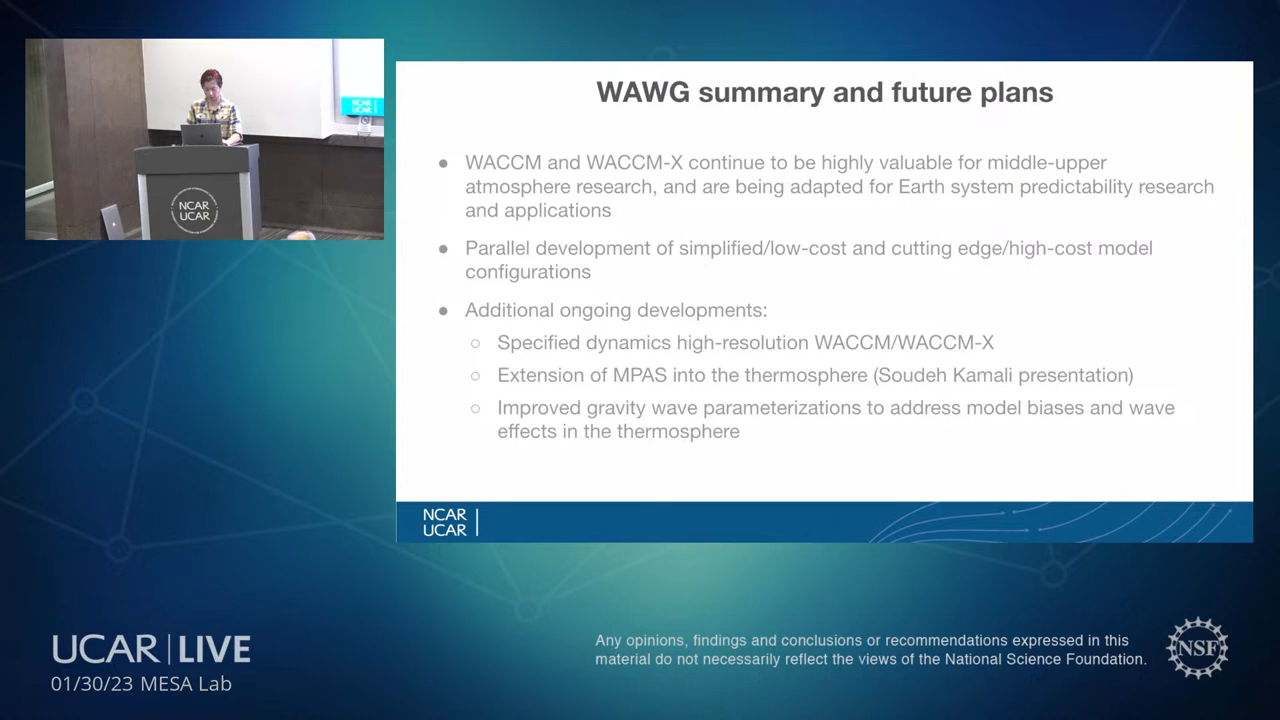 NCAR
UCAR
NCAR
UCAR
WAWG summary and future plans
● WACCM and WACCM-X continue to be highly valuable for middle-upper
atmosphere research, and are being adapted for Earth system predictability research
and applications
● Parallel development of simplified/low-cost and cutting edge/high-cost model
configurations
● Additional ongoing developments:
○ Specified dynamics high-resolution WACCM/WACCM-X
○ Extension of MPAS into the thermosphere (Soudeh Kamali presentation)
○ Improved gravity wave parameterizations to address model biases and wave
effects in the thermosphere
NCAR
UCAR
UCAR | LIVE
01/30/23 MESA Lab
Any opinions, findings and conclusions or recommendations expressed in this
material do not necessarily reflect the views of the National Science Foundation.
NSF